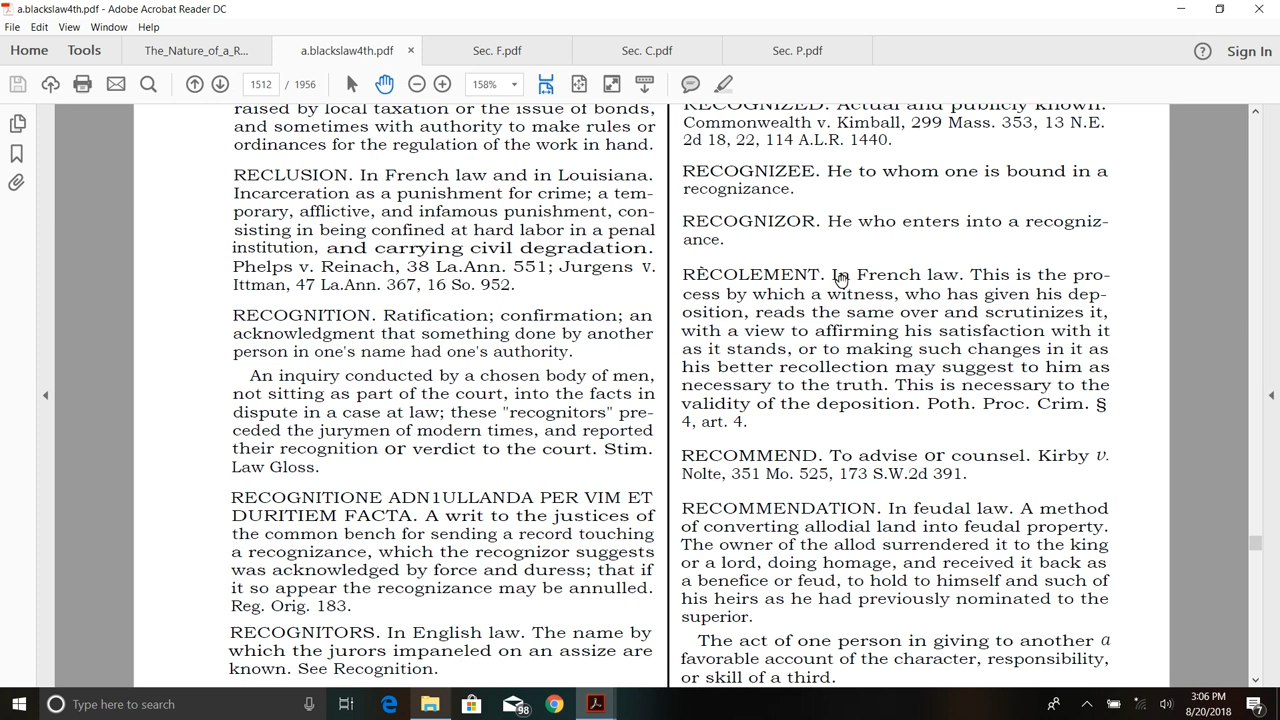 a.blackslaw4th.pdf - Adobe Acrobat Reader DC
File Edit View Window Help
Home Tools The_Nature_of_a_R... a.blackslaw4th.pdf × Sec. F.pdf Sec. C.pdf Sec. P.pdf ? Sign In
1512 / 1956 158%
raised by local taxation or the issue of bonds,
and sometimes with authority to make rules or
ordinances for the regulation of the work in hand.
RECLUSION. In French law and in Louisiana.
Incarceration as a punishment for crime; a tem-
porary, afflictive, and infamous punishment, con-
sisting in being confined at hard labor in a penal
institution, and carrying civil degradation.
Phelps v. Reinach, 38 La.Ann. 551; Jurgens v.
Ittman, 47 La.Ann. 367, 16 So. 952.
RECOGNITION. Ratification; confirmation; an
acknowledgment that something done by another
person in one's name had one's authority.
An inquiry conducted by a chosen body of men,
not sitting as part of the court, into the facts in
dispute in a case at law; these "recognitors" pre-
ceded the jurymen of modern times, and reported
their recognition or verdict to the court. Stim.
Law Gloss.
RECOGNITIONE ADN1ULLANDA PER VIM ET
DURITIEM FACTA. A writ to the justices of
the common bench for sending a record touching
a recognizance, which the recognizor suggests
was acknowledged by force and duress; that if
it so appear the recognizance may be annulled.
Reg. Orig. 183.
RECOGNITORS. In English law. The name by
which the jurors impaneled on an assize are
known. See Recognition.
RECOGNIZED. Actual and publicly known.
Commonwealth v. Kimball, 299 Mass. 353, 13 N.E.
2d 18, 22, 114 A.L.R. 1440.
RECOGNIZEE. He to whom one is bound in a
recognizance.
RECOGNIZOR. He who enters into a recogniz-
ance.
RÈCOLEMENT. In French law. This is the pro-
cess by which a witness, who has given his dep-
osition, reads the same over and scrutinizes it,
with a view to affirming his satisfaction with it
as it stands, or to making such changes in it as
his better recollection may suggest to him as
necessary to the truth. This is necessary to the
validity of the deposition. Poth. Proc. Crim. §
4, art. 4.
RECOMMEND. To advise or counsel. Kirby v.
Nolte, 351 Mo. 525, 173 S.W.2d 391.
RECOMMENDATION. In feudal law. A method
of converting allodial land into feudal property.
The owner of the allod surrendered it to the king
or a lord, doing homage, and received it back as
a benefice or feud, to hold to himself and such of
his heirs as he had previously nominated to the
superior.
The act of one person in giving to another a
favorable account of the character, responsibility,
or skill of a third.
Type here to search
98
3:06 PM
8/20/2018
7